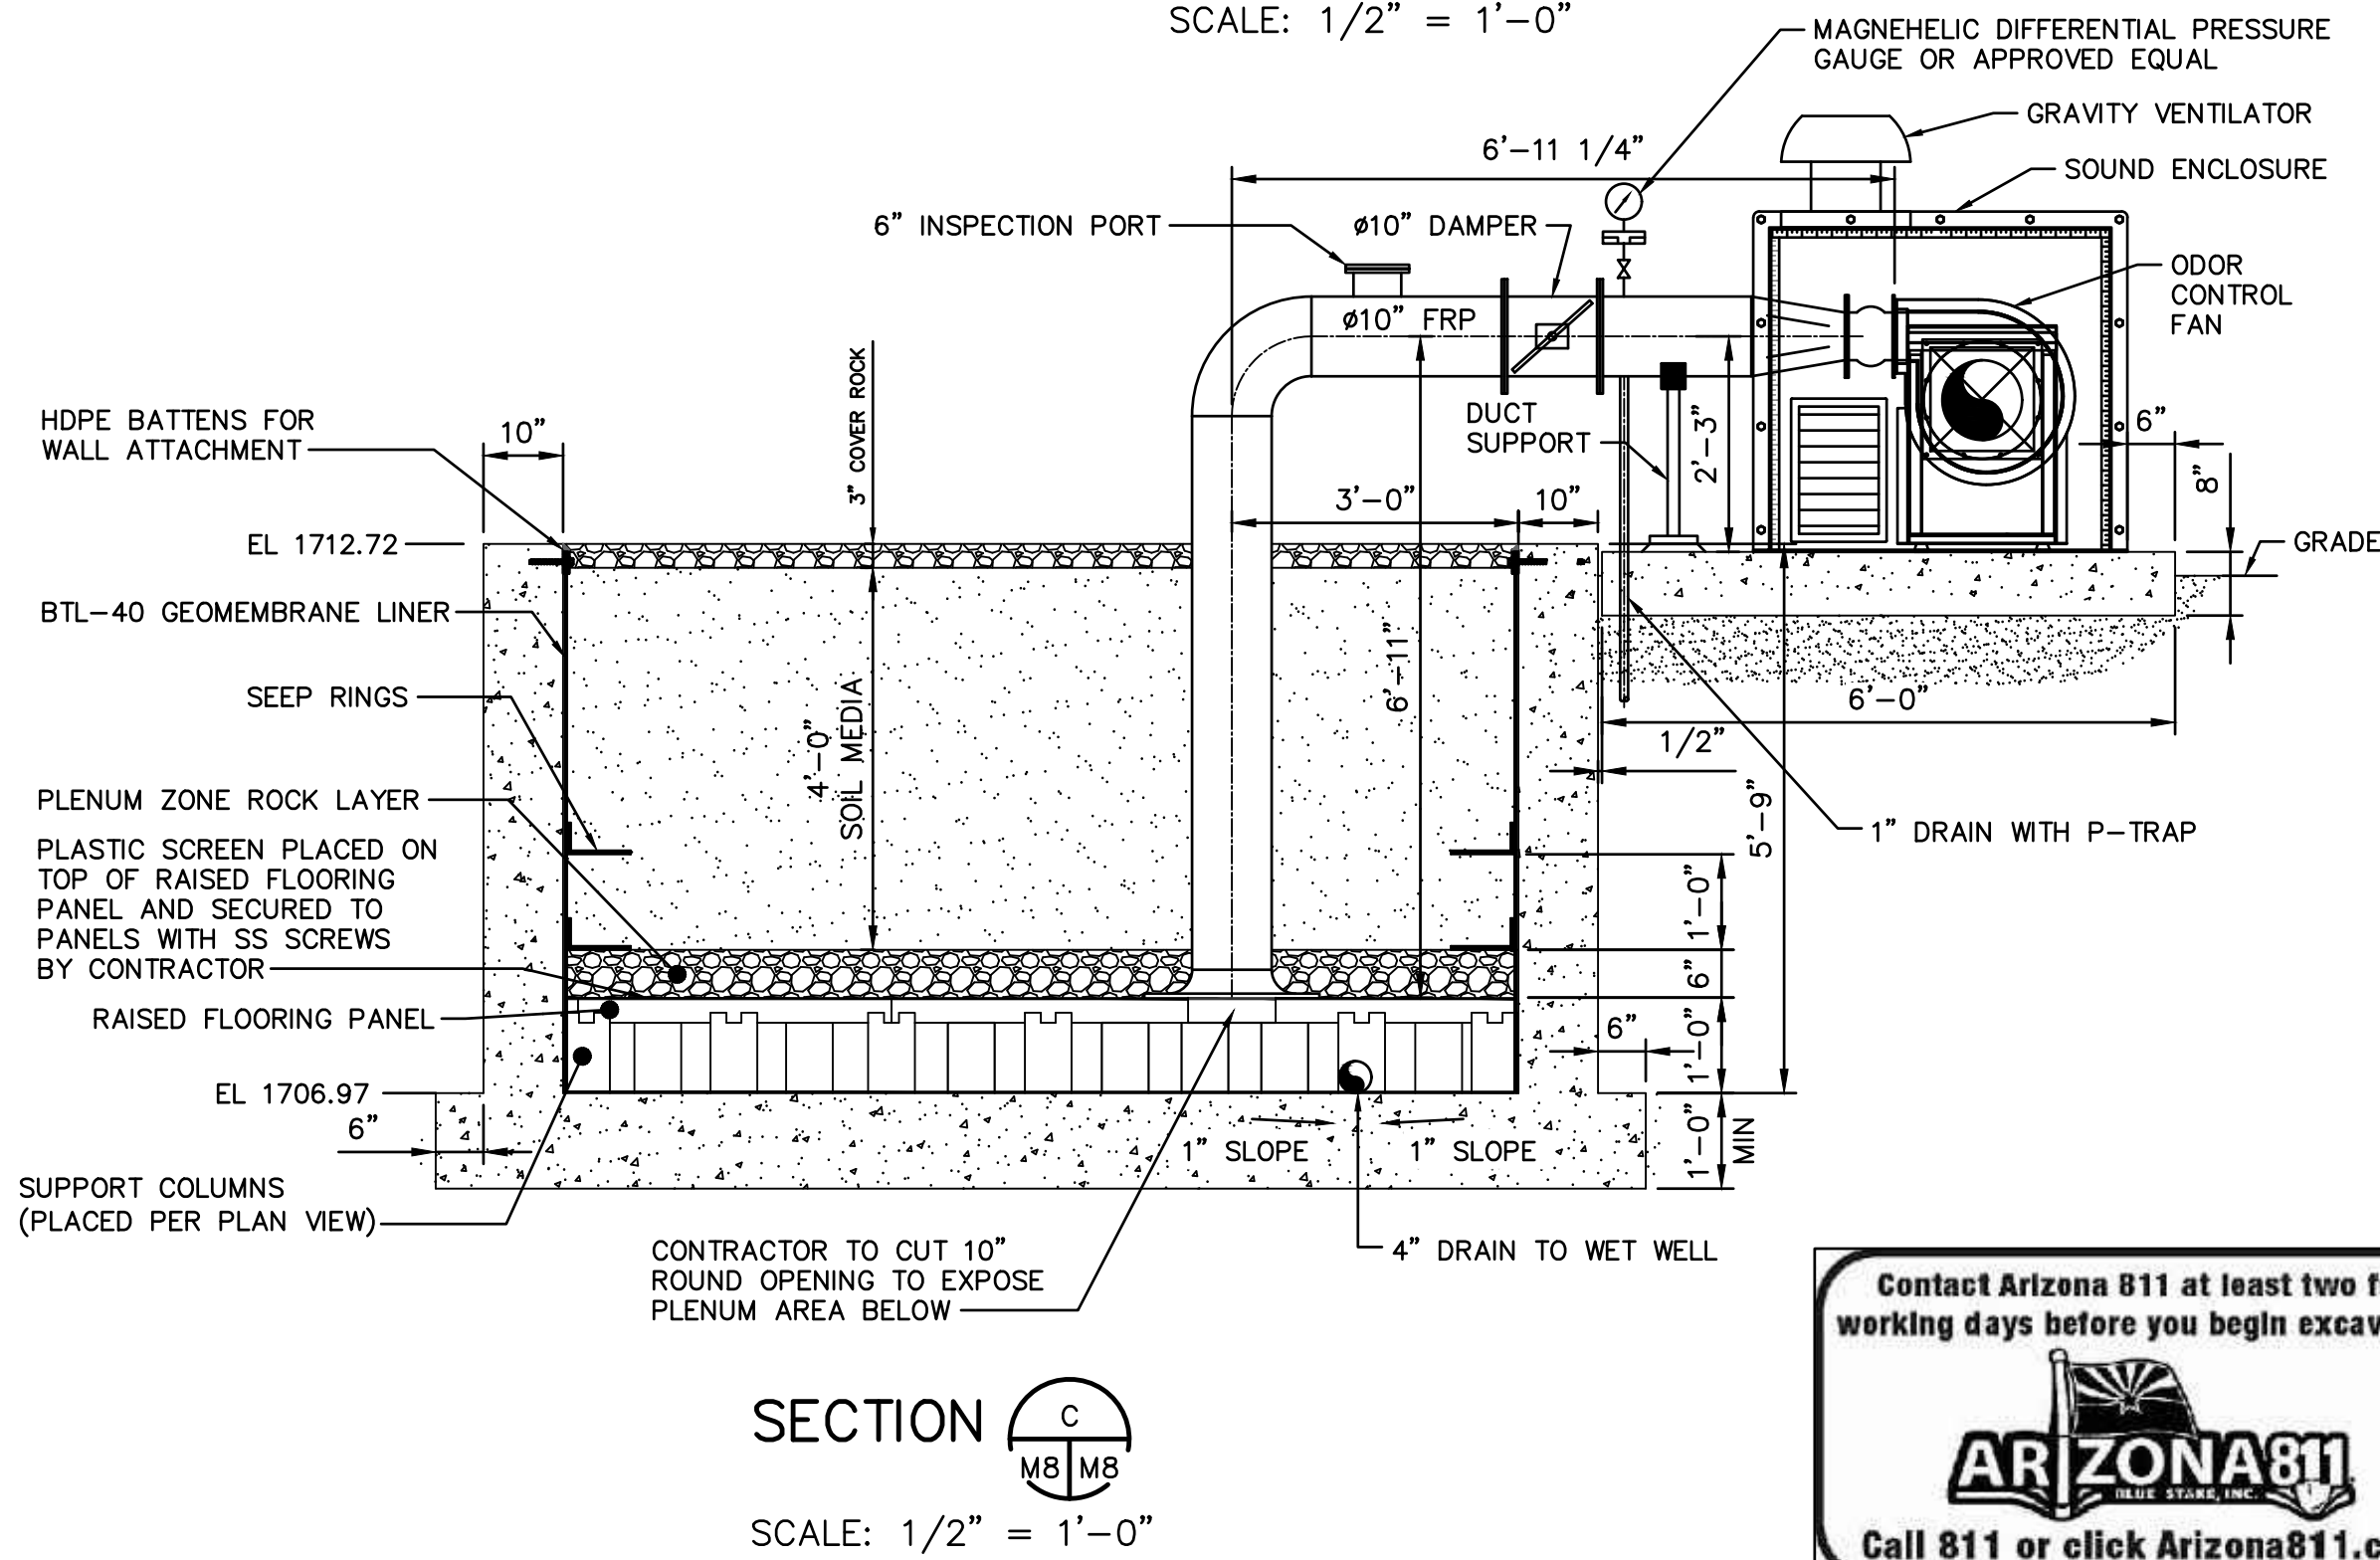 SCALE: 1/2" = 1'-0"
MAGNEHELIC DIFFERENTIAL PRESSURE
GAUGE OR APPROVED EQUAL
GRAVITY VENTILATOR
6'-11 1/4"
SOUND ENCLOSURE
6" INSPECTION PORT
ø10" DAMPER
ODOR
CONTROL
FAN
ø10" FRP
3" COVER ROCK
HDPE BATTENS FOR
WALL ATTACHMENT
10"
DUCT
SUPPORT
2'-3"
6"
8"
3'-0"
10"
EL 1712.72
GRADE
BTL-40 GEOMEMBRANE LINER
SEEP RINGS
4'-0"
SOIL MEDIA
6'-11"
6'-0"
1/2"
PLENUM ZONE ROCK LAYER
5'-9"
1" DRAIN WITH P-TRAP
PLASTIC SCREEN PLACED ON
TOP OF RAISED FLOORING
PANEL AND SECURED TO
PANELS WITH SS SCREWS
BY CONTRACTOR
1'-0"
6"
RAISED FLOORING PANEL
6"
1'-0"
EL 1706.97
6"
1" SLOPE
1" SLOPE
1'-0"
MIN
SUPPORT COLUMNS
(PLACED PER PLAN VIEW)
CONTRACTOR TO CUT 10"
ROUND OPENING TO EXPOSE
PLENUM AREA BELOW
4" DRAIN TO WET WELL
SECTION
C
M8 M8
SCALE: 1/2" = 1'-0"
Contact Arizona 811 at least two f
working days before you begin excav
ARIZONA811
BLUE STAKE, INC.
Call 811 or click Arizona811.c